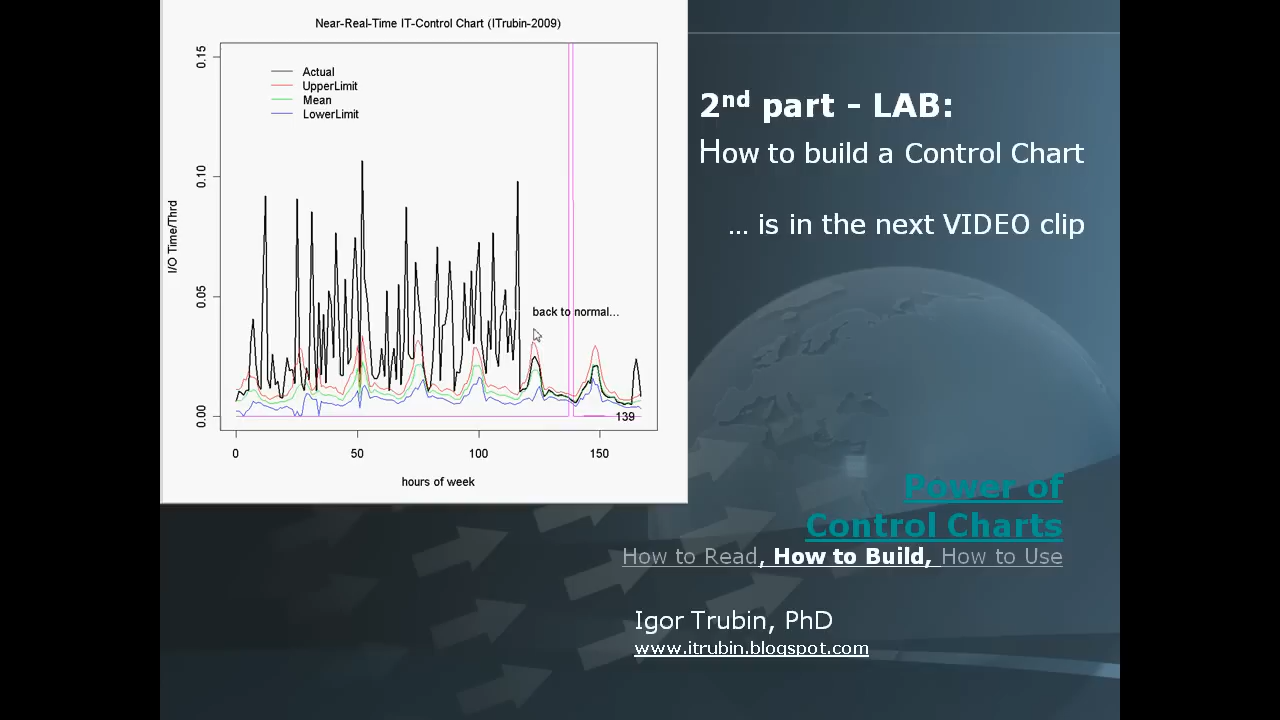 Near-Real-Time IT-Control Chart (ITrubin-2009)
0.15
0.10
0.05
0.00
I/O Time/Thrd
Actual
UpperLimit
Mean
LowerLimit
back to normal...
139
0 50 100 150
hours of week
2nd part - LAB:
How to build a Control Chart
... is in the next VIDEO clip
Power of
Control Charts
How to Read, How to Build, How to Use
Igor Trubin, PhD
www.itrubin.blogspot.com